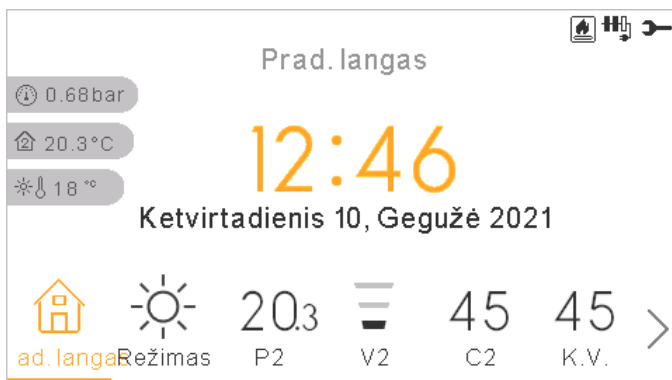 Prad. langas
0.68bar
2 20.3°C
18 °C
12:46
Ketvirtadienis 10, Gegužė 2021
20.3 45 45
ad. langas Režimas P2 V2 C2 K.V.